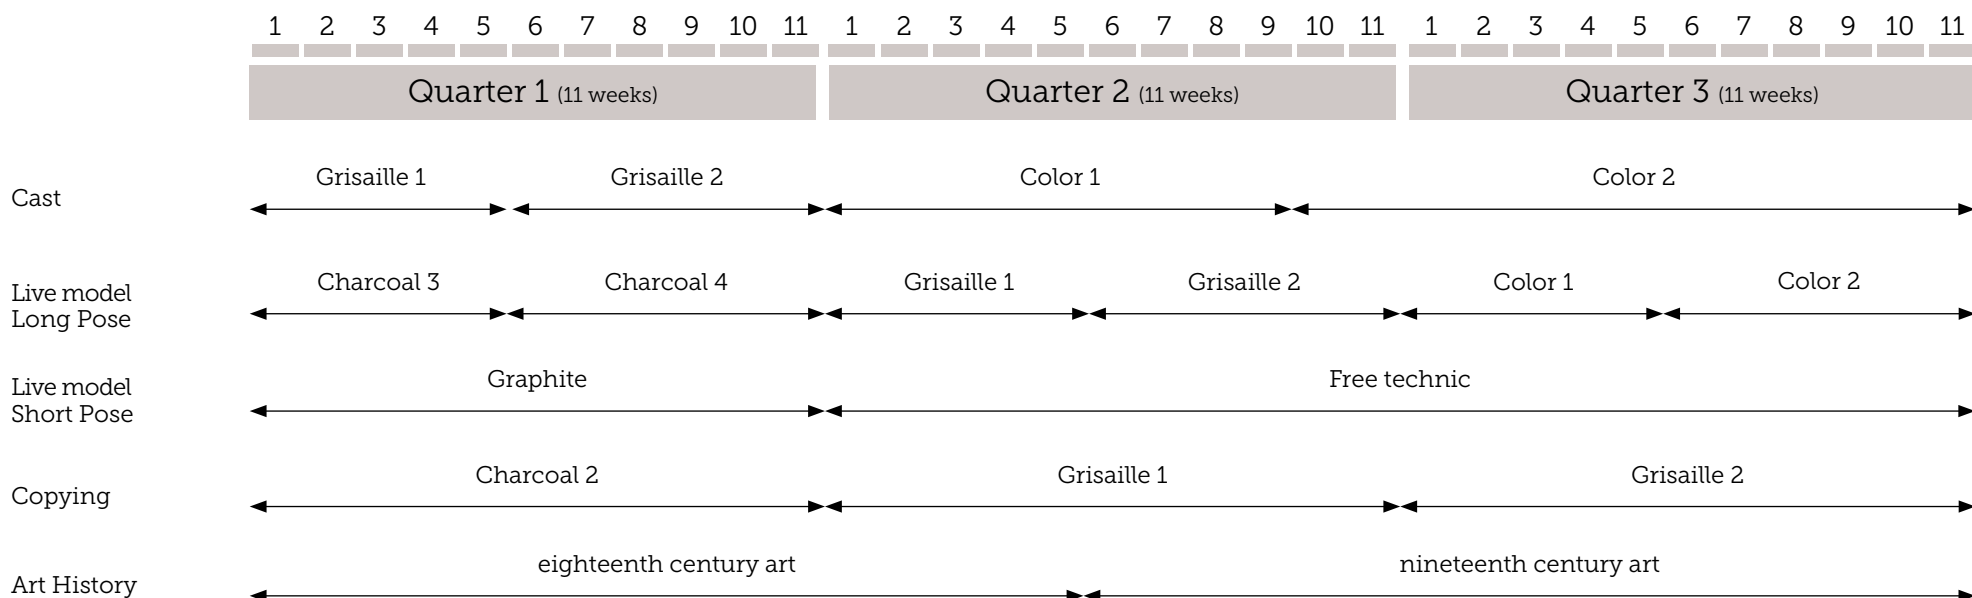 1 2 3 4 5 6 7 8 9 10 11 1 2 3 4 5 6 7 8 9 10 11 1 2 3 4 5 6 7 8 9 10 11
Quarter 1 (11 weeks) Quarter 2 (11 weeks) Quarter 3 (11 weeks)
Cast
Grisaille 1 Grisaille 2 Color 1 Color 2
Live model
Long Pose
Charcoal 3 Charcoal 4 Grisaille 1 Grisaille 2 Color 1 Color 2
Live model
Short Pose
Graphite Free technic
Copying
Charcoal 2 Grisaille 1 Grisaille 2
Art History
eighteenth century art nineteenth century art